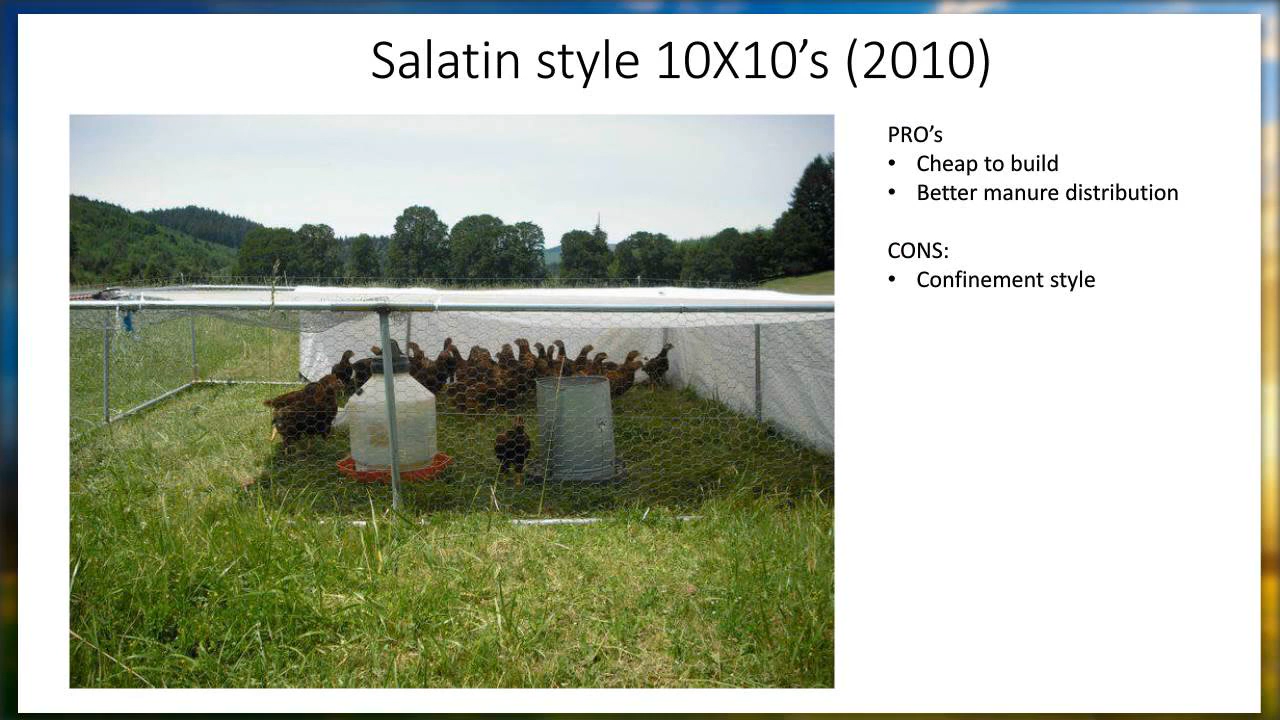 Salatin style 10X10’s (2010)
PRO’s
• Cheap to build
• Better manure distribution
CONS:
• Confinement style